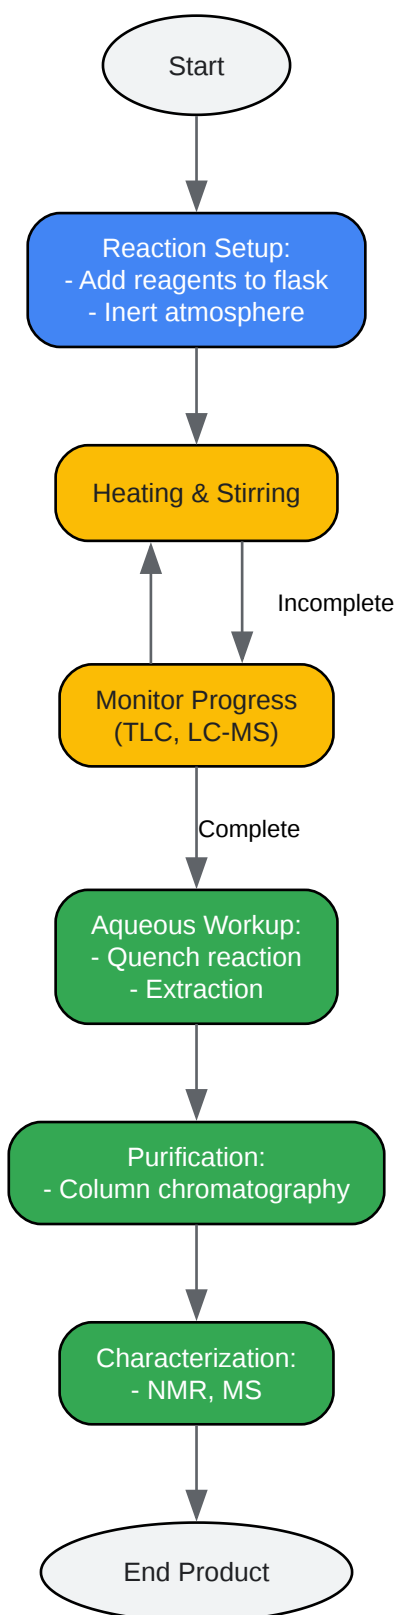 Start
Reaction Setup:
- Add reagents to flask
- Inert atmosphere
Heating & Stirring
Incomplete
Monitor Progress
(TLC, LC-MS)
Complete
Aqueous Workup:
- Quench reaction
- Extraction
Purification:
- Column chromatography
Characterization:
- NMR, MS
End Product